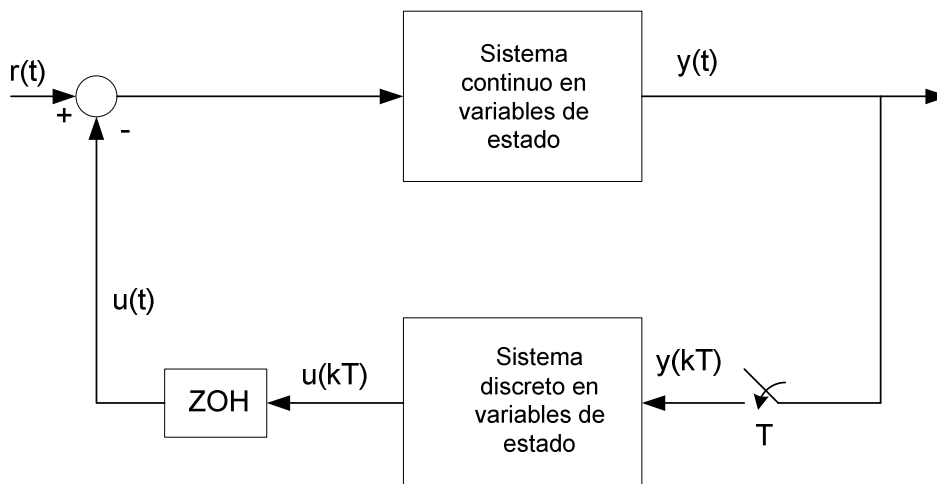 r(t)
+
-
Sistema
continuo en
variables de
estado
y(t)
u(t)
ZOH
u(kT)
Sistema
discreto en
variables de
estado
y(kT)
T